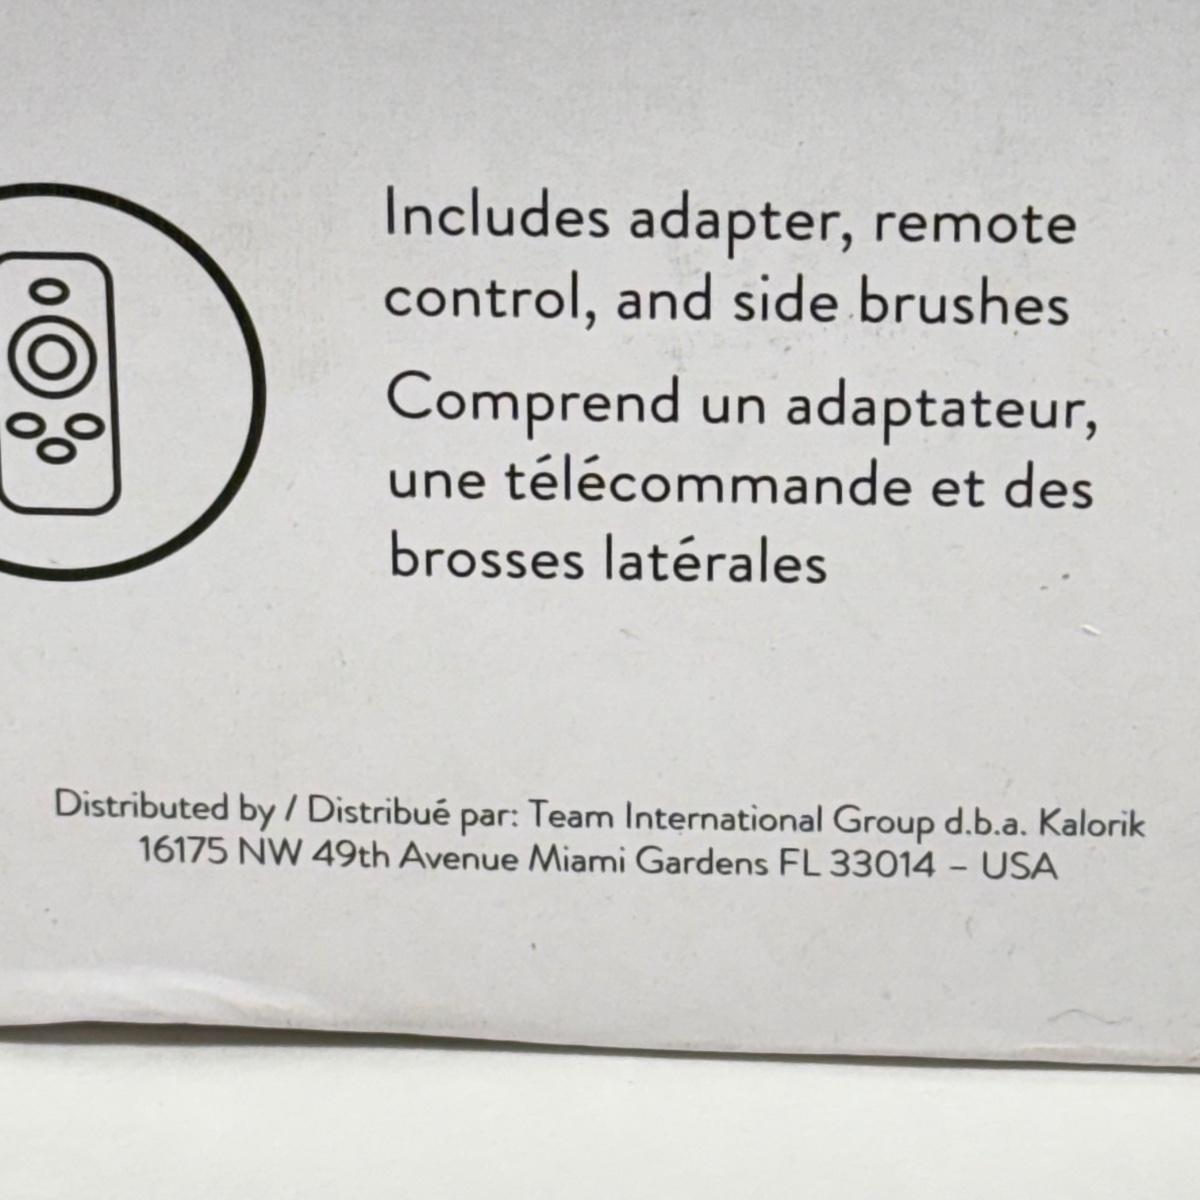 Includes adapter, remote
control, and side brushes
Comprend un adaptateur,
une télécommande et des
brosses latérales
Distributed by / Distribué par: Team International Group d.b.a. Kalorik
16175 NW 49th Avenue Miami Gardens FL 33014 – USA